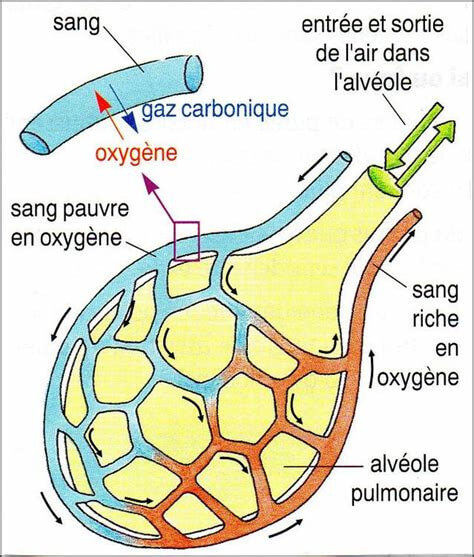 sang
entrée et sortie
de l'air dans
l'alvéole
gaz carbonique
oxygène
sang pauvre
en oxygène
sang
riche
en
oxygène
alvéole
pulmonaire